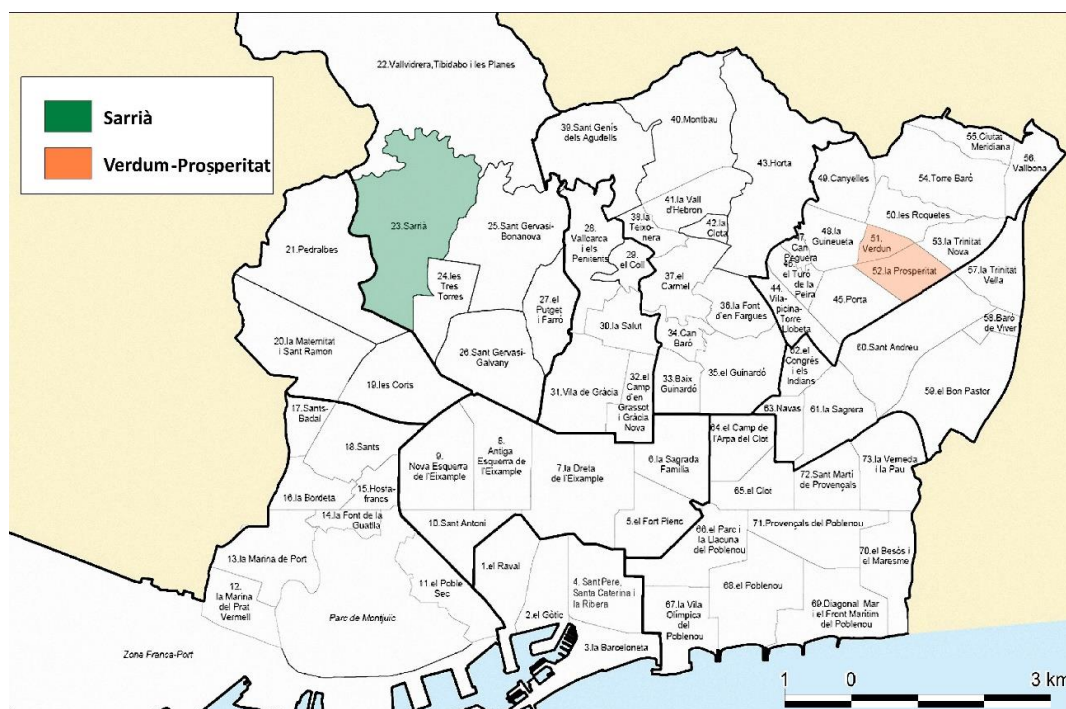 Sarrià
Verdum-Prosperitat
22.Vallvidrera,Tibidabo i les Planes
39.Sant Genís
dels Agudells
40.Montbau
43.Horta
55.Ciutat
Meridiana
56.
Vallbona
54.Torre Baró
49.Canyelles
50.les Roquetes
41.la Vall
d'Hebron
42.la
Clota
38.la
Teixo-
nera
48.la
Guineueta
51.
Verdun
53.la Trinitat
Nova
23.Sarrià
25.Sant Gervasi-
Bonanova
28.
Vallcarca
i els
Penitents
29.
el Coll
21.Pedralbes
47.
Can
Peguera
46.
el Turó
de la
Peira
52.la Prosperitat
57.la Trinitat
Vella
24.les
Tres
Torres
37.el
Carmel
27.el
Putget
i Farró
36.la Font
d'en Fargues
44.
Vila-
picina-
Torre
Llobeta
45.Porta
58.Baró
de Viver
30.la Salut
34.Can
Baró
20.la Maternitat
i Sant Ramon
26.Sant Gervasi-
Galvany
62.el
Congrés
i els
Indians
60.Sant Andreu
35.el Guinardó
33.Baix
Guinardó
32.el
Camp
d'en
Grassot
i Gràcia
Nova
19.les Corts
31.Vila de Gràcia
59.el Bon Pastor
17.Sants-
Badal
63.Navas
61.la Sagrera
18.Sants
64.el Camp de
l'Arpa del Clot
9.
Nova Esquerra
de l'Eixample
8.
Antiga
Esquerra de
l'Eixample
7.la Dreta
de l'Eixample
6.la Sagrada
Família
73.la Verneda
i la Pau
72.Sant Martí
de Provençals
65.el Clot
16.la Bordeta
15.Hosta-
francs
14.la Font de la
Guatlla
10.Sant Antoni
5.el Fort Pienc
66.el Parc i
la Llacuna
del Poblenou
71.Provençals del Poblenou
70.el Besòs i
el Maresme
13.la Marina de Port
12.
la Marina
del Prat
Vermell
11.el Poble
Sec
1.el Raval
4. Sant Pere,
Santa Caterina i
la Ribera
68.el Poblenou
67.la Vila
Olímpica
del
Poblenou
69.Diagonal Mar
i el Front Marítim
del Poblenou
Parc de Montjuïc
2.el Gòtic
3.la Barceloneta
Zona Franca-Port
1 0 3 km